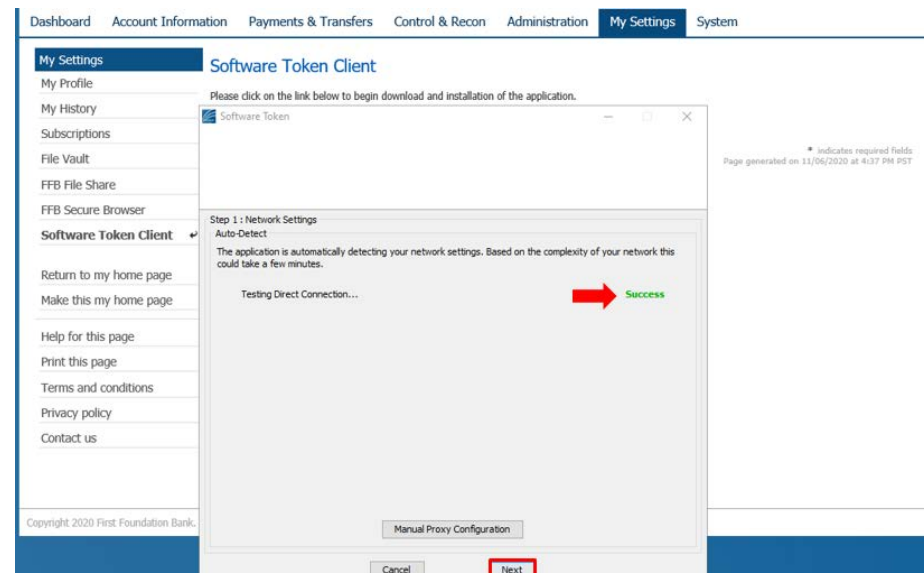 Dashboard Account Information Payments & Transfers Control & Recon Administration My Settings System
My Settings
My Profile
My History
Subscriptions
File Vault
FFB File Share
FFB Secure Browser
Software Token Client
Return to my home page
Make this my home page
Help for this page
Print this page
Terms and conditions
Privacy policy
Contact us
Software Token Client
Please click on the link below to begin download and installation of the application.
* indicates required fields
Page generated on 11/06/2020 at 4:37 PM PST
Software Token
Step 1 : Network Settings
Auto-Detect
The application is automatically detecting your network settings. Based on the complexity of your network this
could take a few minutes.
Testing Direct Connection... Success
Manual Proxy Configuration
Cancel Next
Copyright 2020 First Foundation Bank.